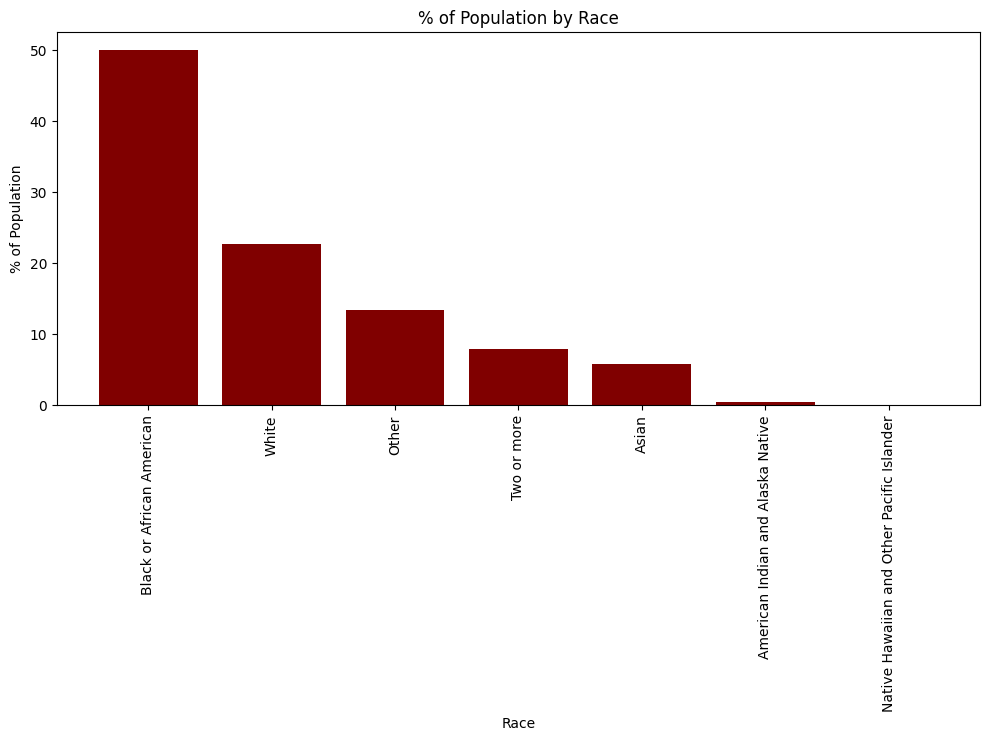 % of Population by Race
% of Population
50
40
30
20
10
0
Black or African American
White
Other
Two or more
Asian
American Indian and Alaska Native
Native Hawaiian and Other Pacific Islander
Race